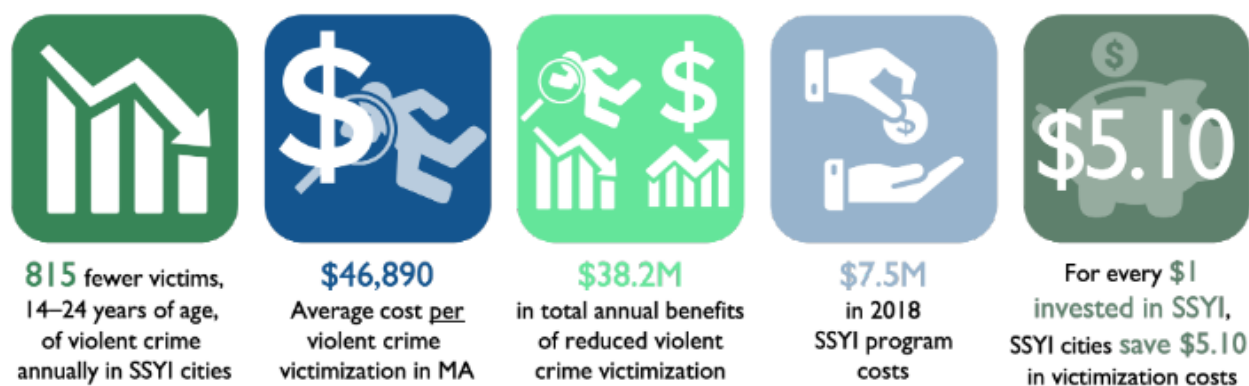 $
$
$
$
$5.10
815 fewer victims,
14–24 years of age,
of violent crime
annually in SSYI cities
$46,890
Average cost per
violent crime
victimization in MA
$38.2M
in total annual benefits
of reduced violent
crime victimization
$7.5M
in 2018
SSYI program
costs
For every $1
invested in SSYI,
SSYI cities save $5.10
in victimization costs